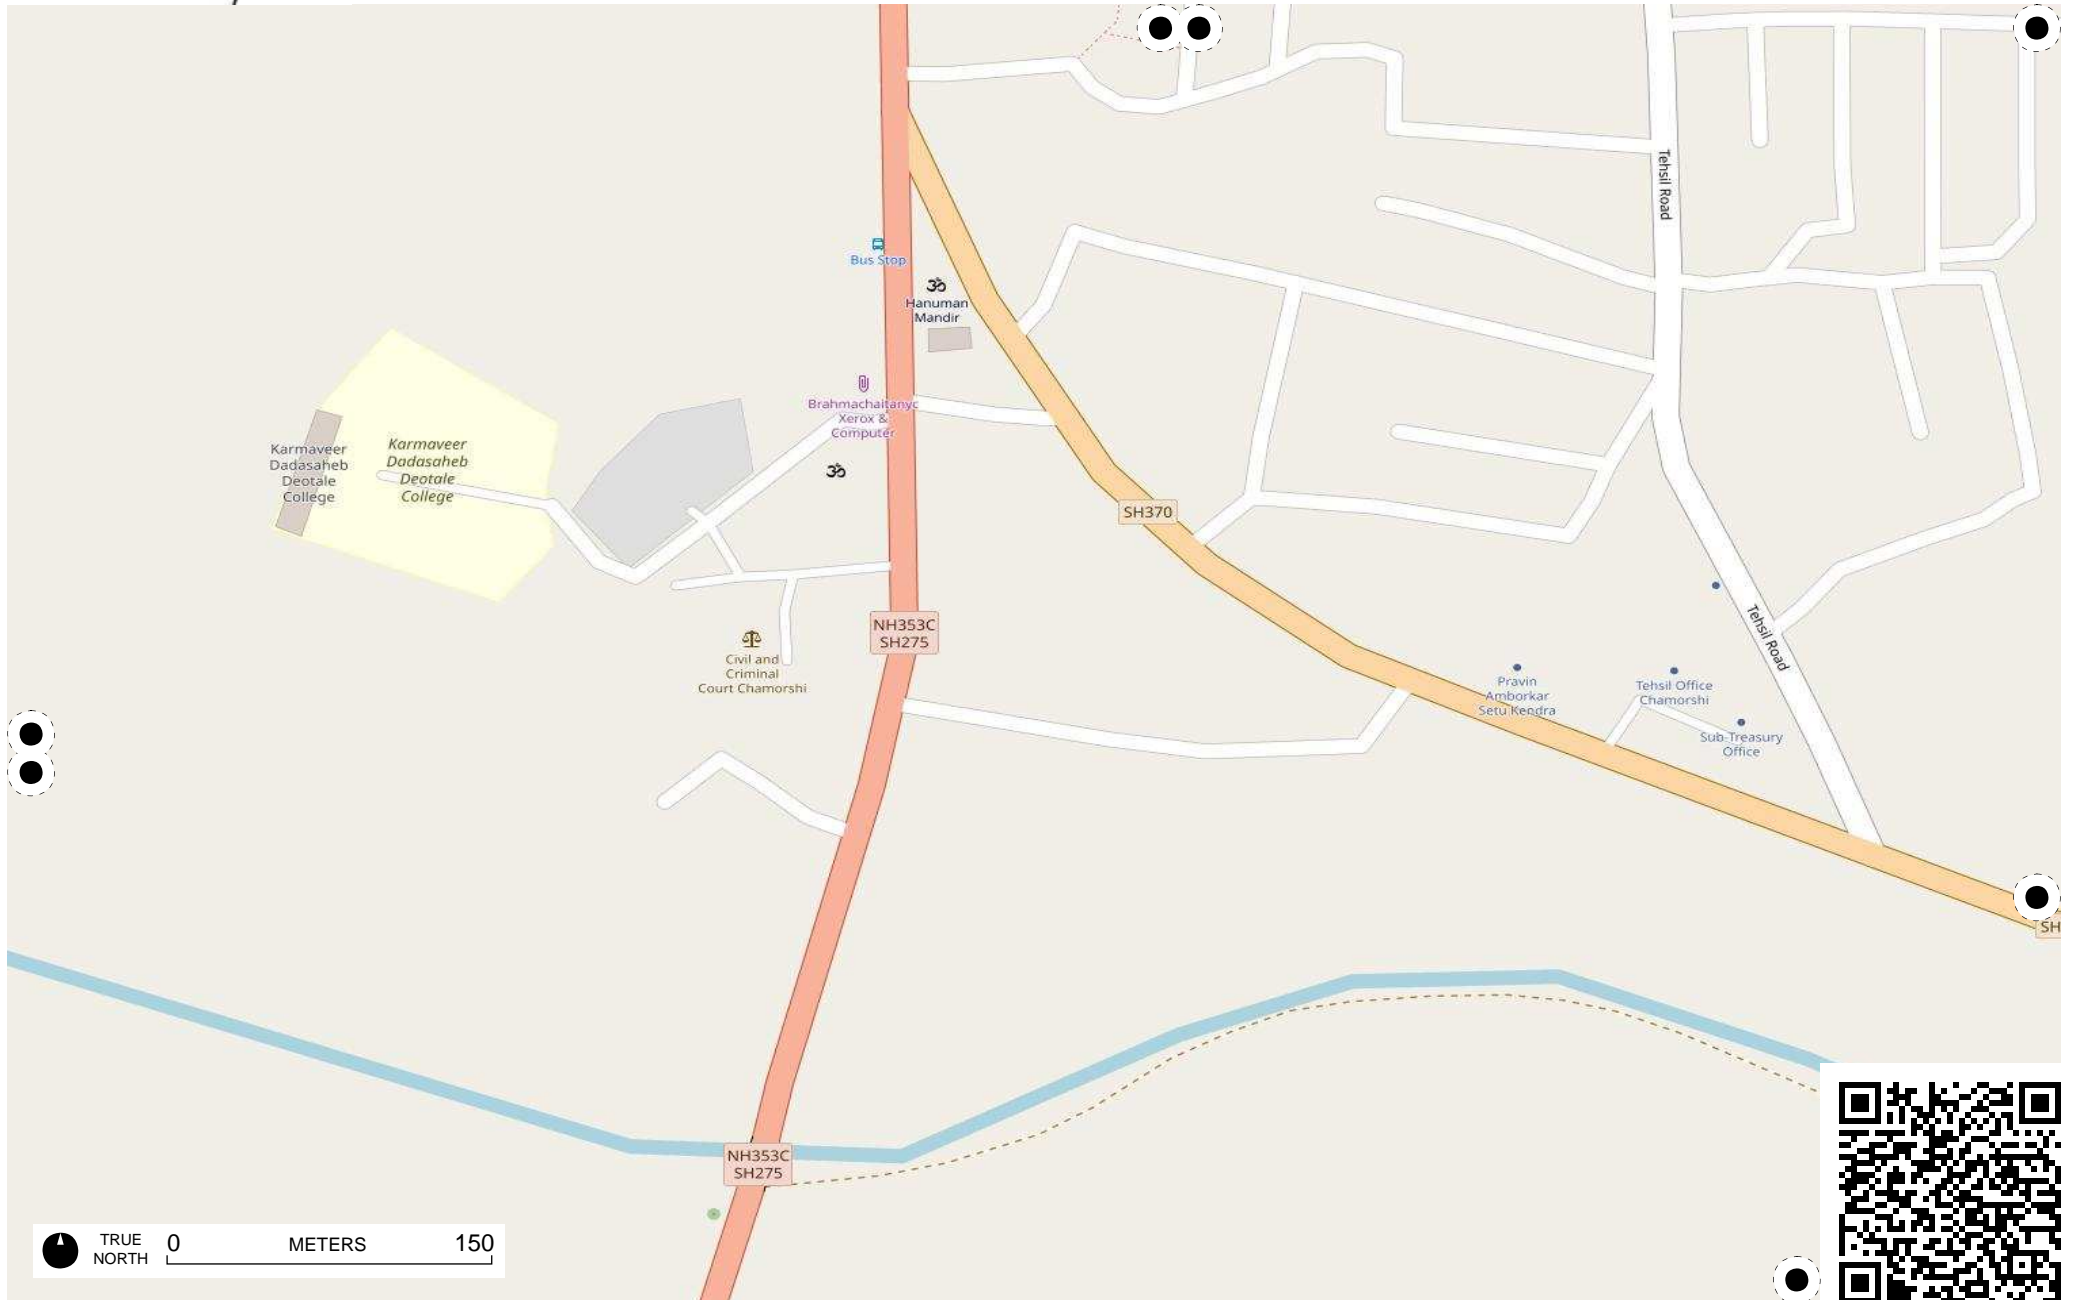 Tehsil Road
Bus Stop
ॐ
Hanuman
Mandir
Brahmachaitanyc
Xerox &
Computer
ॐ
Karmaveer
Dadasaheb
Deotale
College
Karmaveer
Dadasaheb
Deotale
College
SH370
NH353C
SH275
Civil and
Criminal
Court Chamorshi
Tehsil Road
Pravin
Amborkar
Setu Kendra
Tehsil Office
Chamorshi
Sub-Treasury
Office
SH
NH353C
SH275
TRUE
NORTH
0 METERS 150